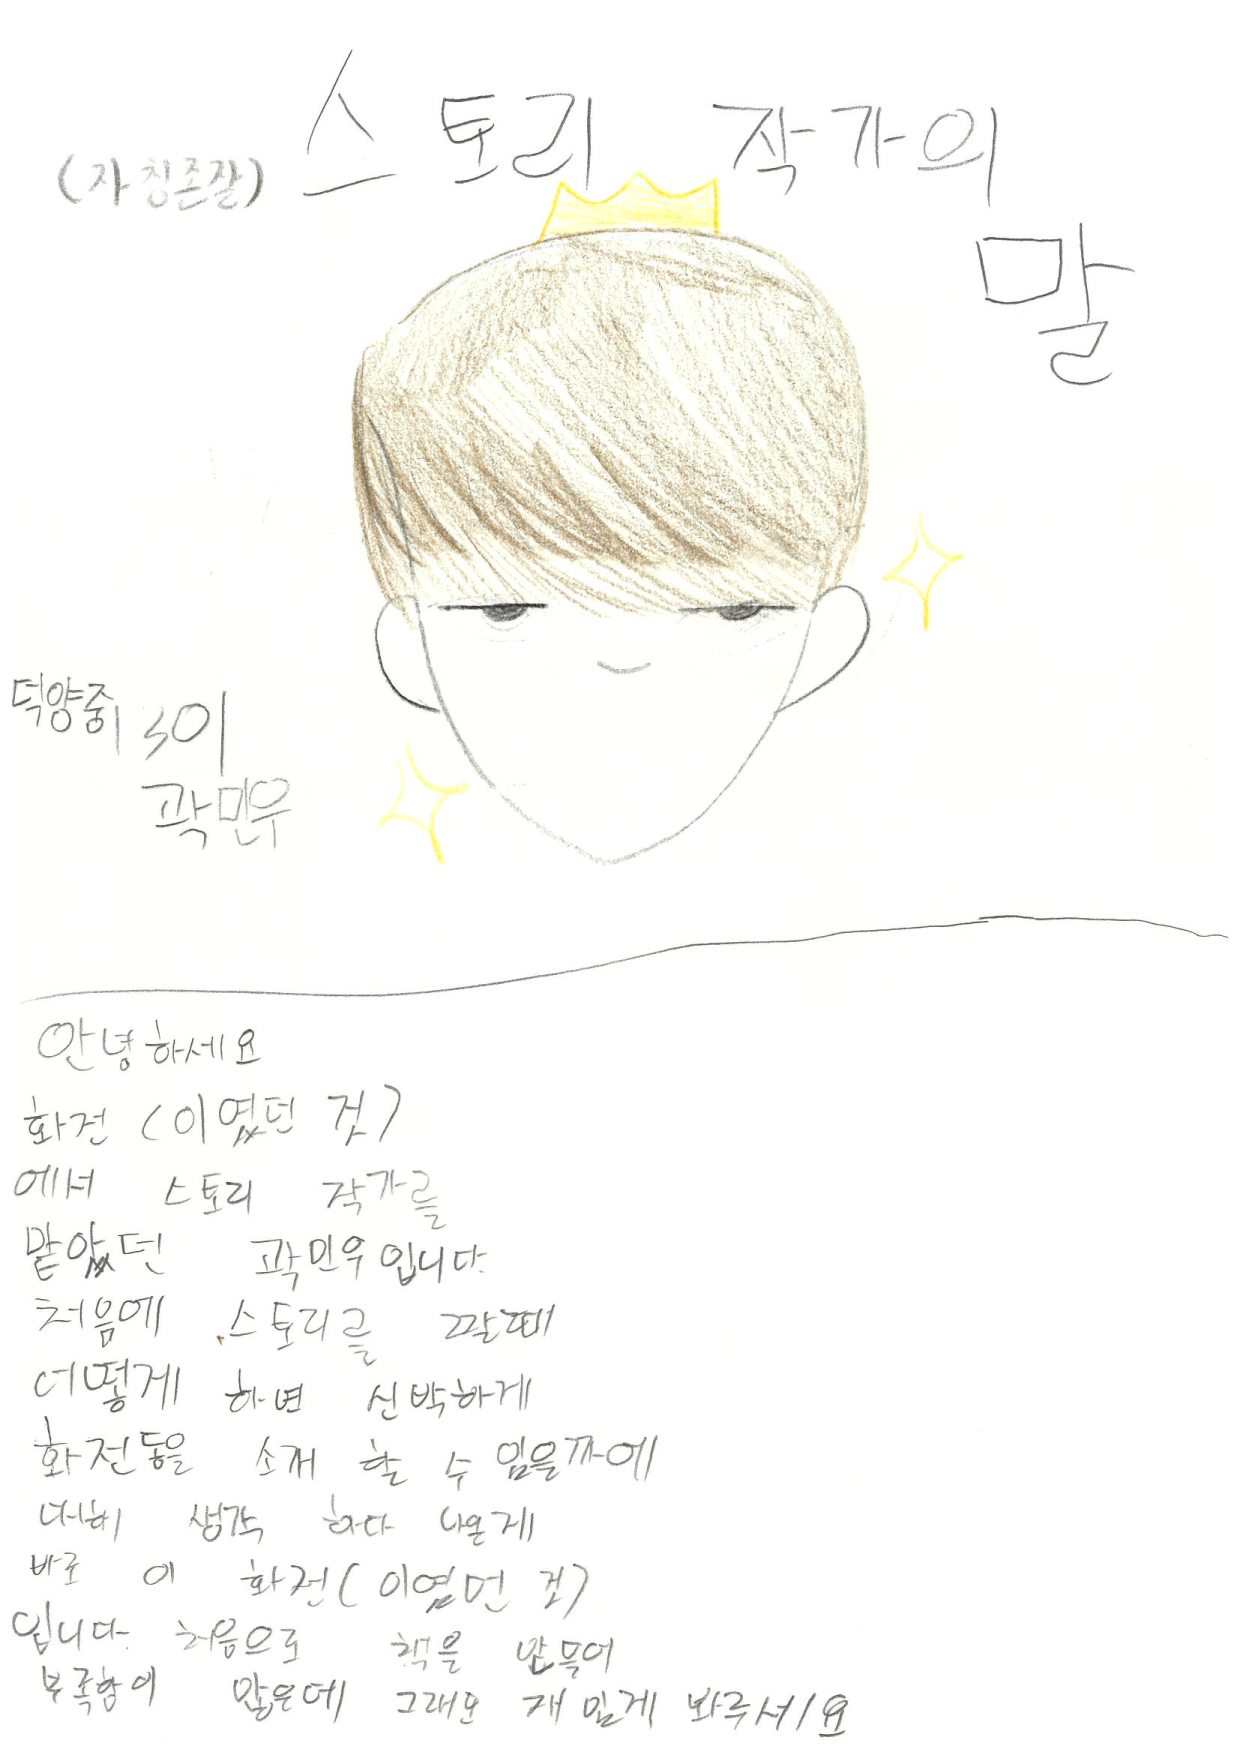 스토리 작가의
(자칭존잘)
말
덕양중
3이
곽민우
안녕하세요
화전 (이였던 것)
에서 스토리 작가를
맡았던 곽민우입니다.
처음에 스토리를 짤때
어떻게 하면 신박하게
화전동을 소개 할 수 있을까에
대해 생각 하다 나온게
바로 이 화전(이였던 것)
입니다. 처음으로 책을 만들어
부족함이 많은데 그래도 재밌게 봐주세요